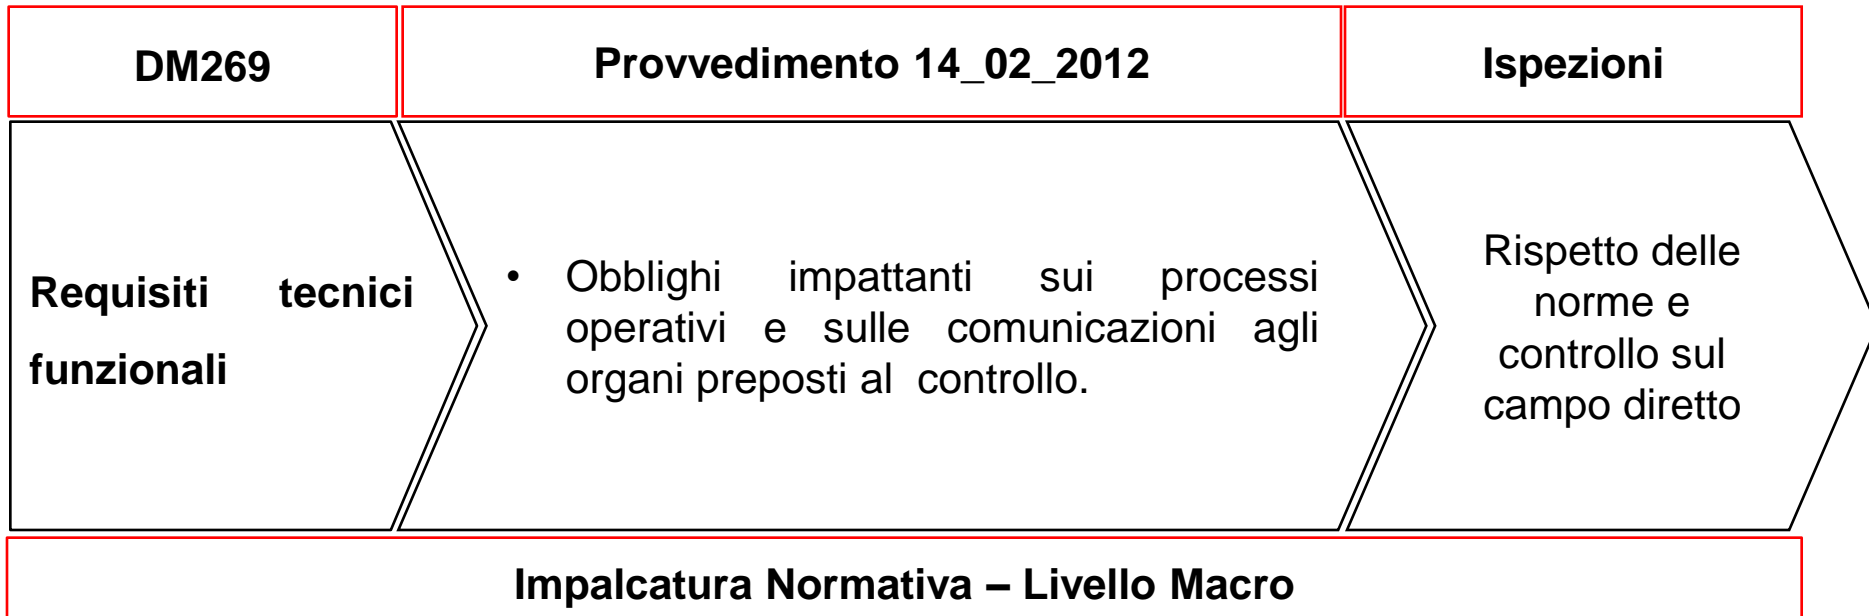 DM269
Provvedimento 14_02_2012
Ispezioni
Requisiti tecnici
funzionali
• Obblighi impattanti sui processi
operativi e sulle comunicazioni agli
organi preposti al controllo.
Rispetto delle
norme e
controllo sul
campo diretto
Impalcatura Normativa – Livello Macro